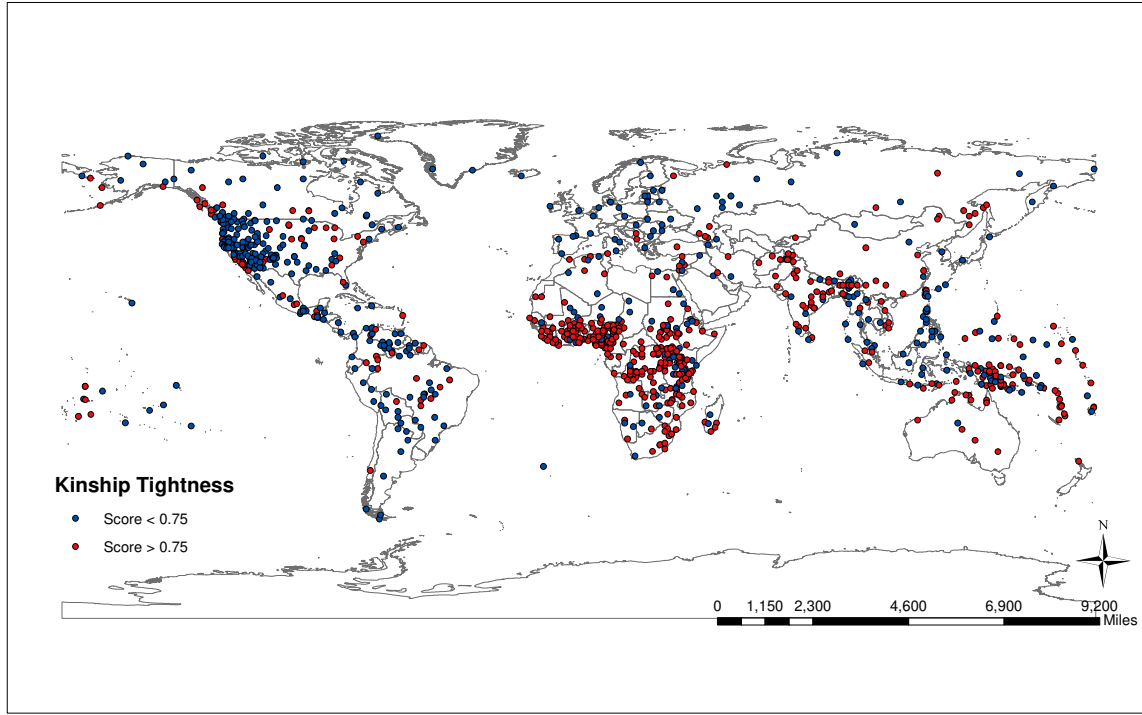 Kinship Tightness
Score < 0.75
Score > 0.75
N
0 1,150 2,300 4,600 6,900 9,200
Miles